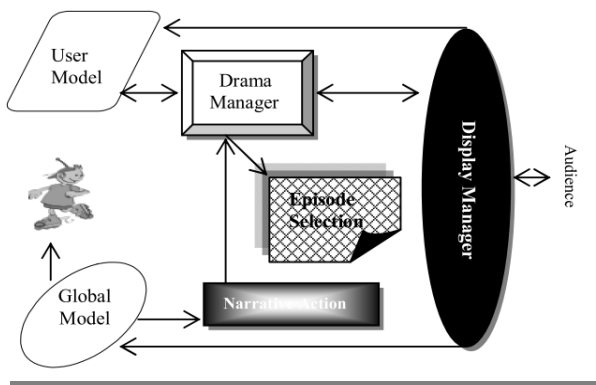 User
Model
Drama
Manager
Episode
Selection
Display Manager
Audience
Global
Model
Narrative Action